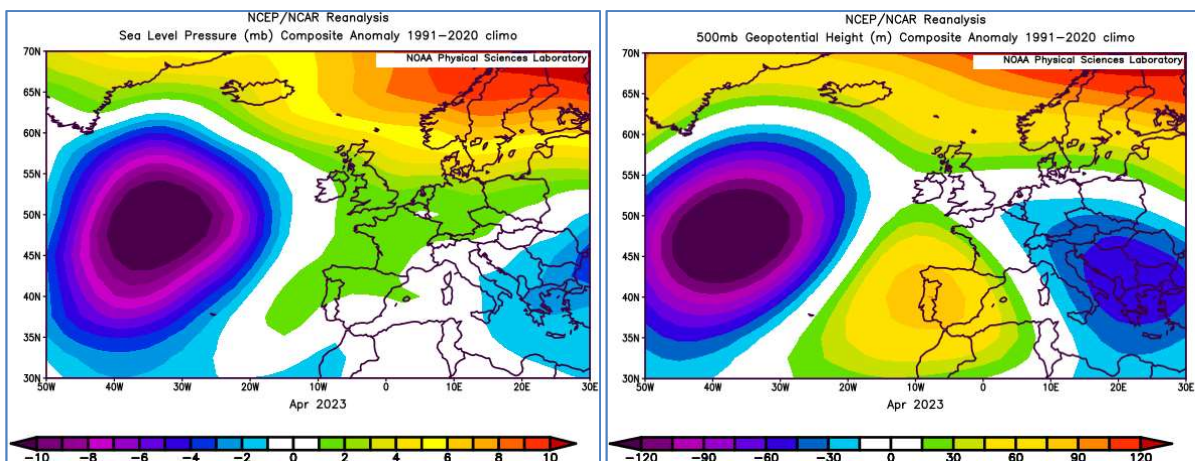 NCEP/NCAR Reanalysis
Sea Level Pressure (mb) Composite Anomaly 1991-2020 climo
NOAA Physical Sciences Laboratory
70N
65N
60N
55N
50N
45N
40N
35N
30N
50W 40W 30W 20W 10W 0 10E 20E 30E
Apr 2023
-10 -8 -6 -4 -2 0 2 4 6 8 10
NCEP/NCAR Reanalysis
500mb Geopotential Height (m) Composite Anomaly 1991-2020 climo
NOAA Physical Sciences Laboratory
70N
65N
60N
55N
50N
45N
40N
35N
30N
50W 40W 30W 20W 10W 0 10E 20E 30E
Apr 2023
-120 -90 -60 -30 0 30 60 90 120